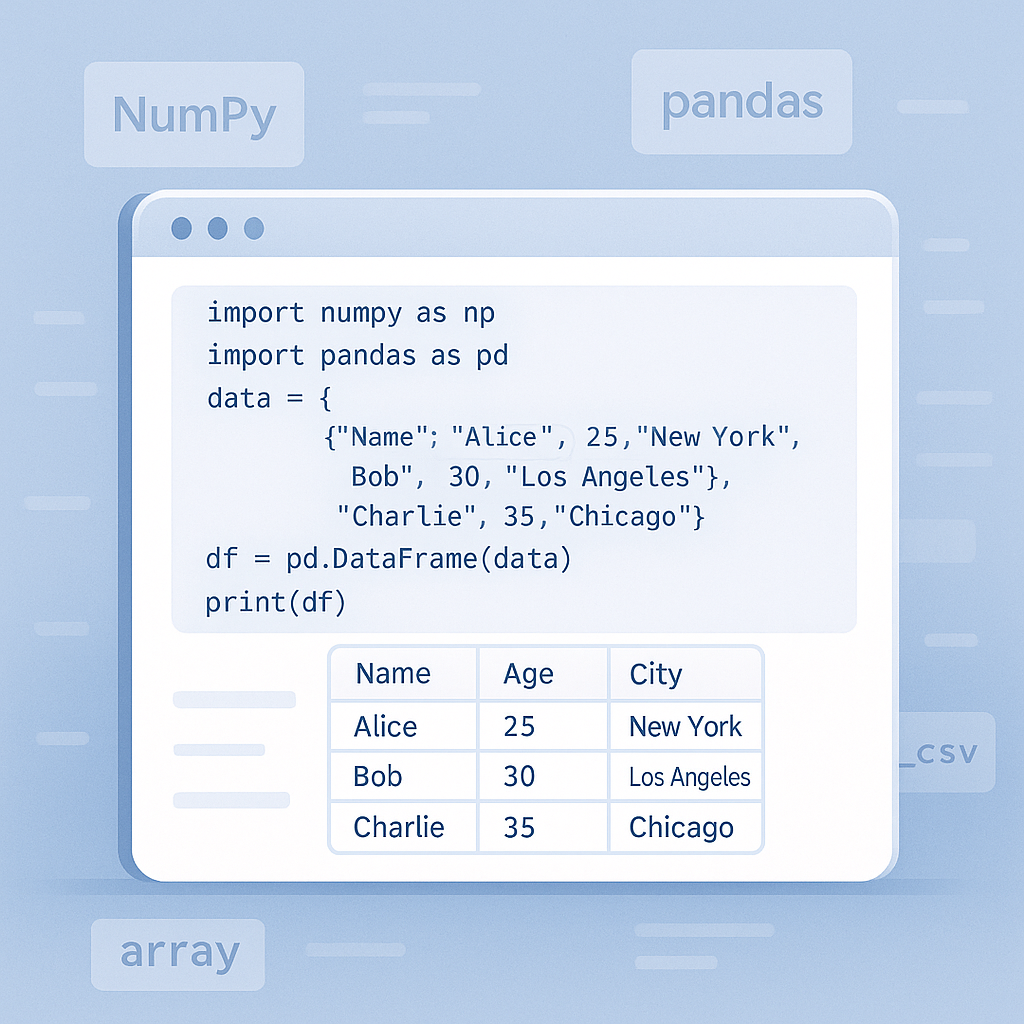 NumPy
pandas
import numpy as np
import pandas as pd
data = {
{"Name"; "Alice", 25,"New York",
Bob", 30, "Los Angeles"},
"Charlie", 35,"Chicago"}
df = pd.DataFrame(data)
print(df)
Name Age City
Alice 25 New York
Bob 30 Los Angeles
Charlie 35 Chicago
_csv
array